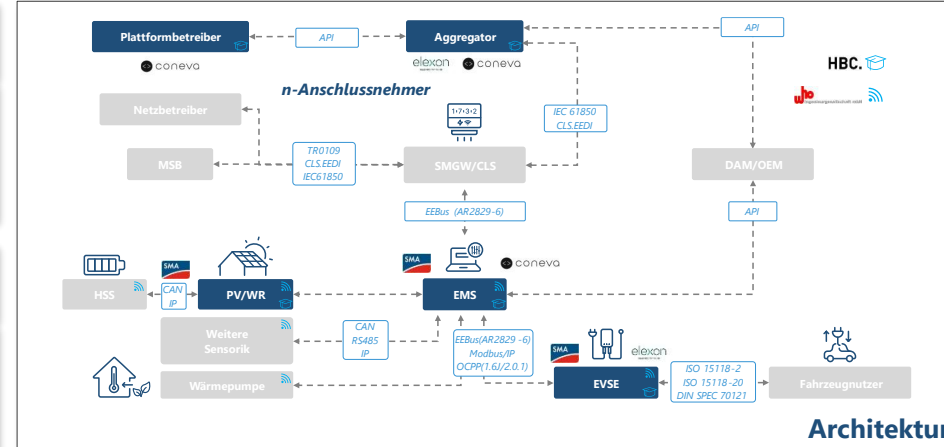 Plattformbetreiber
API
Aggregator
API
coneva
elexon
coneva
HBC.
n-Anschlussnehmer
who
Netzbetreiber
1·7·3·2
IEC 61850
CLS.EEDI
MSB
TR0109
CLS.EEDI
IEC61850
SMGW/CLS
DAM/OEM
EEBus (AR2829-6)
API
SMA
SMA
coneva
HSS
CAN
IP
PV/WR
EMS
Weitere
Sensorik
CAN
RS485
IP
EEBus(AR2829 -6)
Modbus/IP
OCPP(1.6J/2.0.1)
SMA
elexon
Wärmepumpe
EVSE
ISO 15118-2
ISO 15118-20
DIN SPEC 70121
Fahrzeugnutzer
Architektur